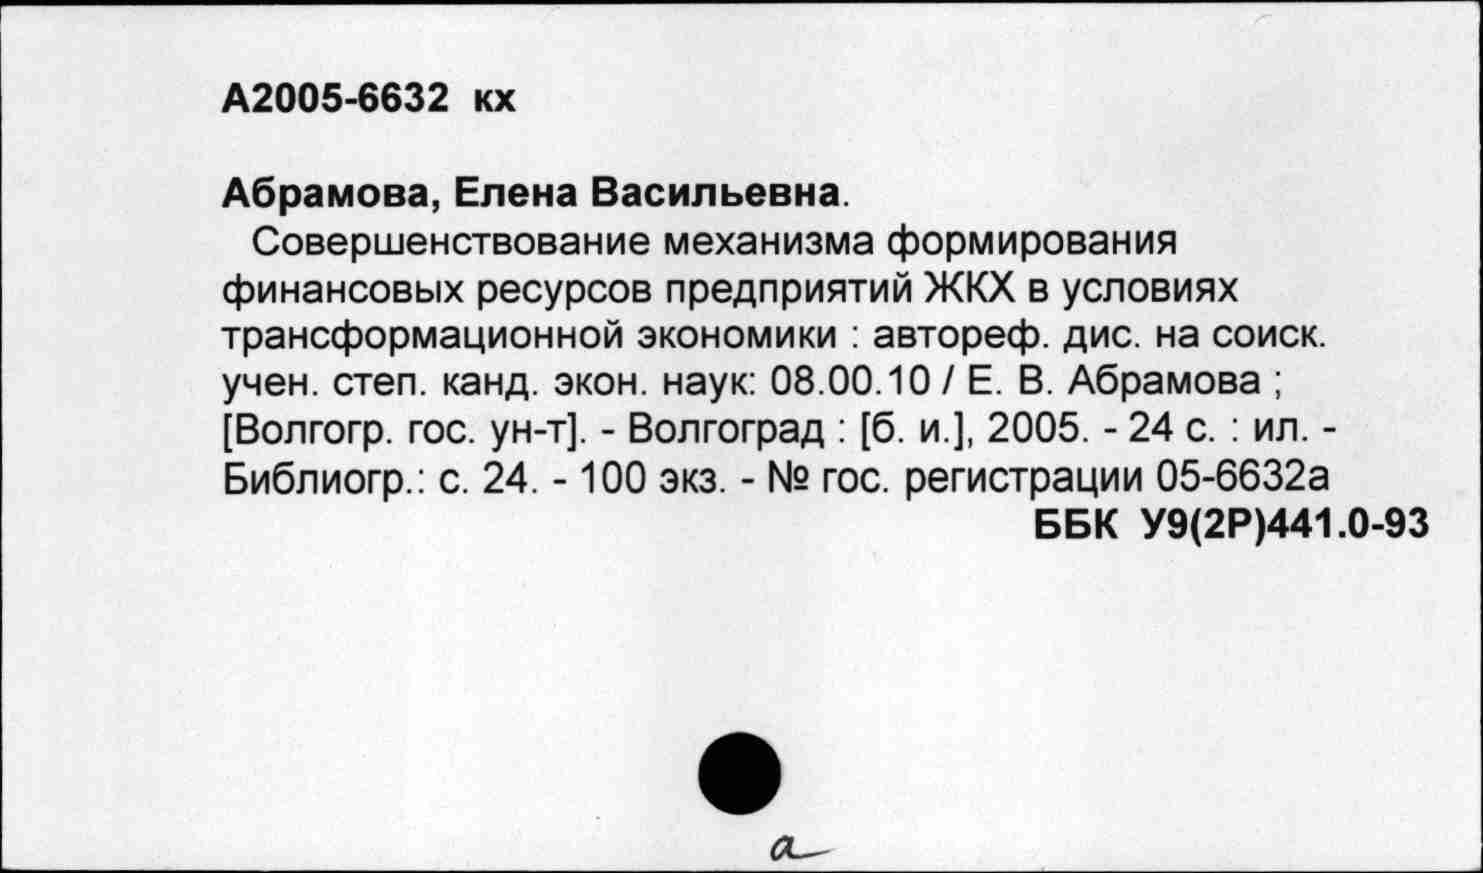 А2005-6632 кх
Абрамова, Елена Васильевна.
Совершенствование механизма формирования
финансовых ресурсов предприятий ЖКХ в условиях
трансформационной экономики : автореф. дис. на соиск.
учен. степ. канд. экон. наук: 08.00.10 / Е. В. Абрамова ;
[Волгогр. гос. ун-т]. - Волгоград : [б. и.], 2005. - 24 с. : ил. -
Библиогр.: с. 24. - 100 экз. - № гос. регистрации 05-6632а
ББК У9(2Р)441.0-93
а